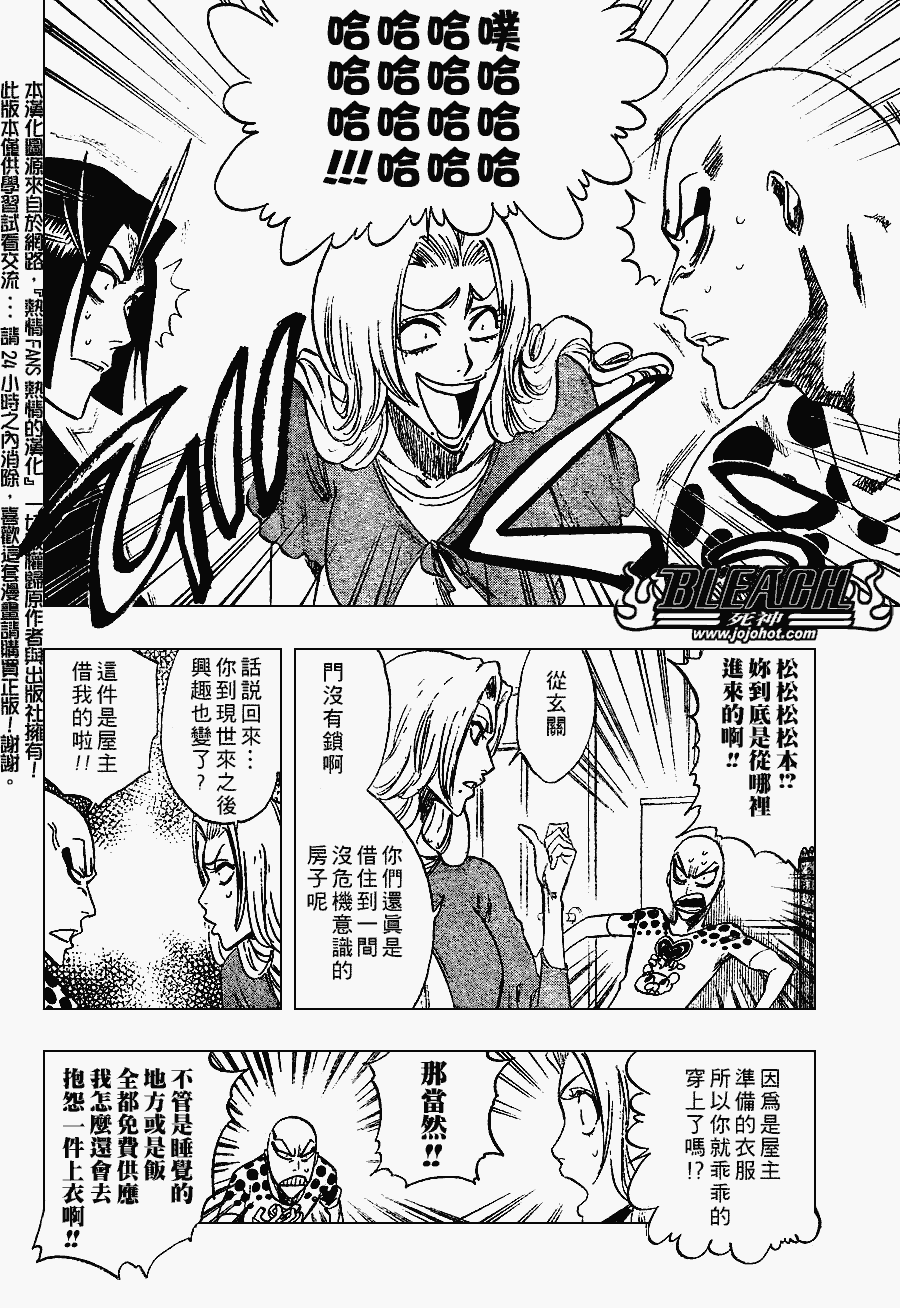 噗哈哈哈
哈哈哈哈
哈哈哈哈
哈哈哈!!!
BLEACH
死神
www.jojohot.com
松松松松本!?
妳到底是從哪裡
進來的啊!!
從玄關
門沒有鎖啊
你們還真是
借住到一間
沒危機意識的
房子呢
話說回來…
你到現世來之後
興趣也變了?
這件是屋主
借我的啦!!
因爲是屋主
準備的衣服
所以你就乖乖的
穿上了嗎!?
那當然!!
不管是睡覺的
地方或是飯
全都免費供應
我怎麼還會去
抱怨一件上衣啊!!
本漢化圖源來自於網路，『熱情FANS 熱情的漢化』
權歸原作者與出版社擁有！
此版本僅供學習試看交流… 請 24 小時之內消除，喜歡這套漫畫請購買正版！謝謝。